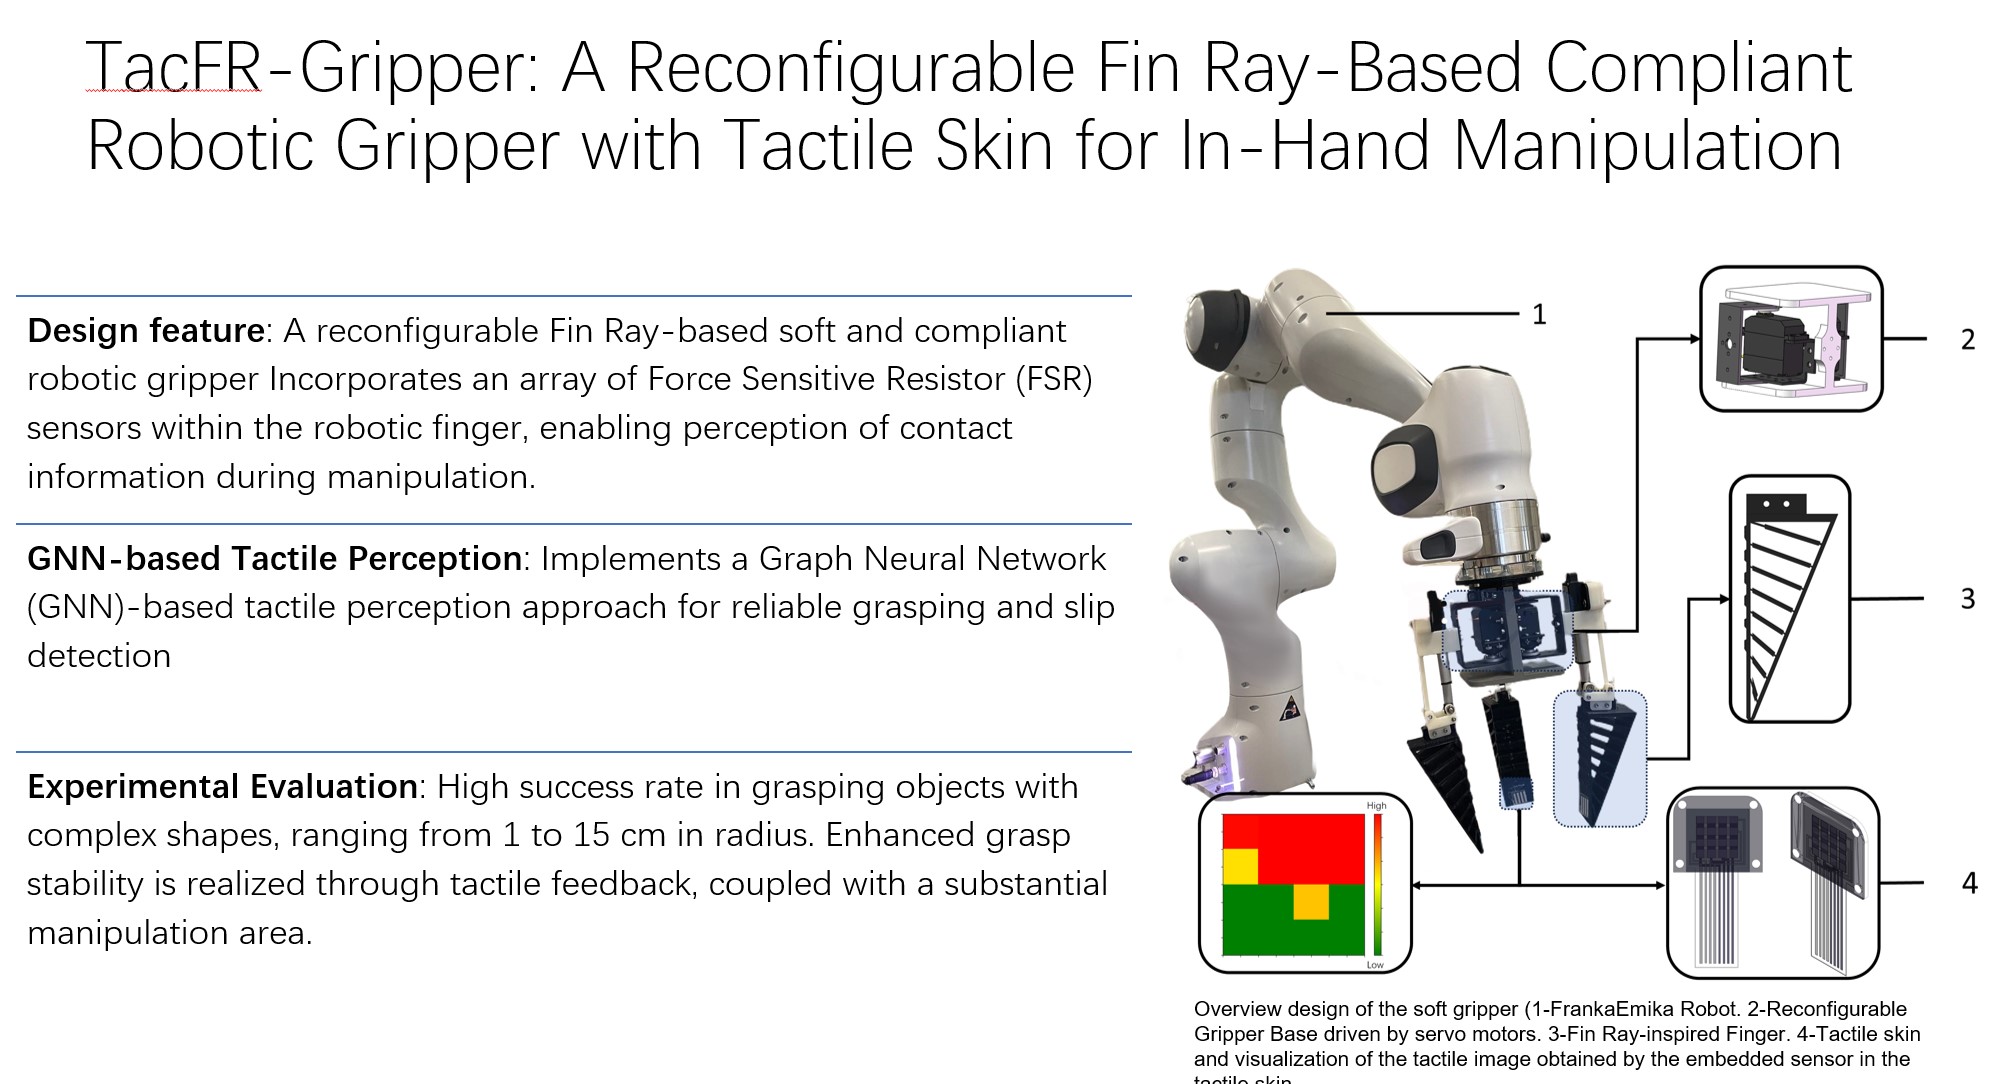 TacFR-Gripper: A Reconfigurable Fin Ray-Based Compliant
Robotic Gripper with Tactile Skin for In-Hand Manipulation
Design feature: A reconfigurable Fin Ray-based soft and compliant
robotic gripper Incorporates an array of Force Sensitive Resistor (FSR)
sensors within the robotic finger, enabling perception of contact
information during manipulation.
GNN-based Tactile Perception: Implements a Graph Neural Network
(GNN)-based tactile perception approach for reliable grasping and slip
detection
Experimental Evaluation: High success rate in grasping objects with
complex shapes, ranging from 1 to 15 cm in radius. Enhanced grasp
stability is realized through tactile feedback, coupled with a substantial
manipulation area.
1
2
3
High
Low
4
Overview design of the soft gripper (1-FrankaEmika Robot. 2-Reconfigurable
Gripper Base driven by servo motors. 3-Fin Ray-inspired Finger. 4-Tactile skin
and visualization of the tactile image obtained by the embedded sensor in the
tactile skin